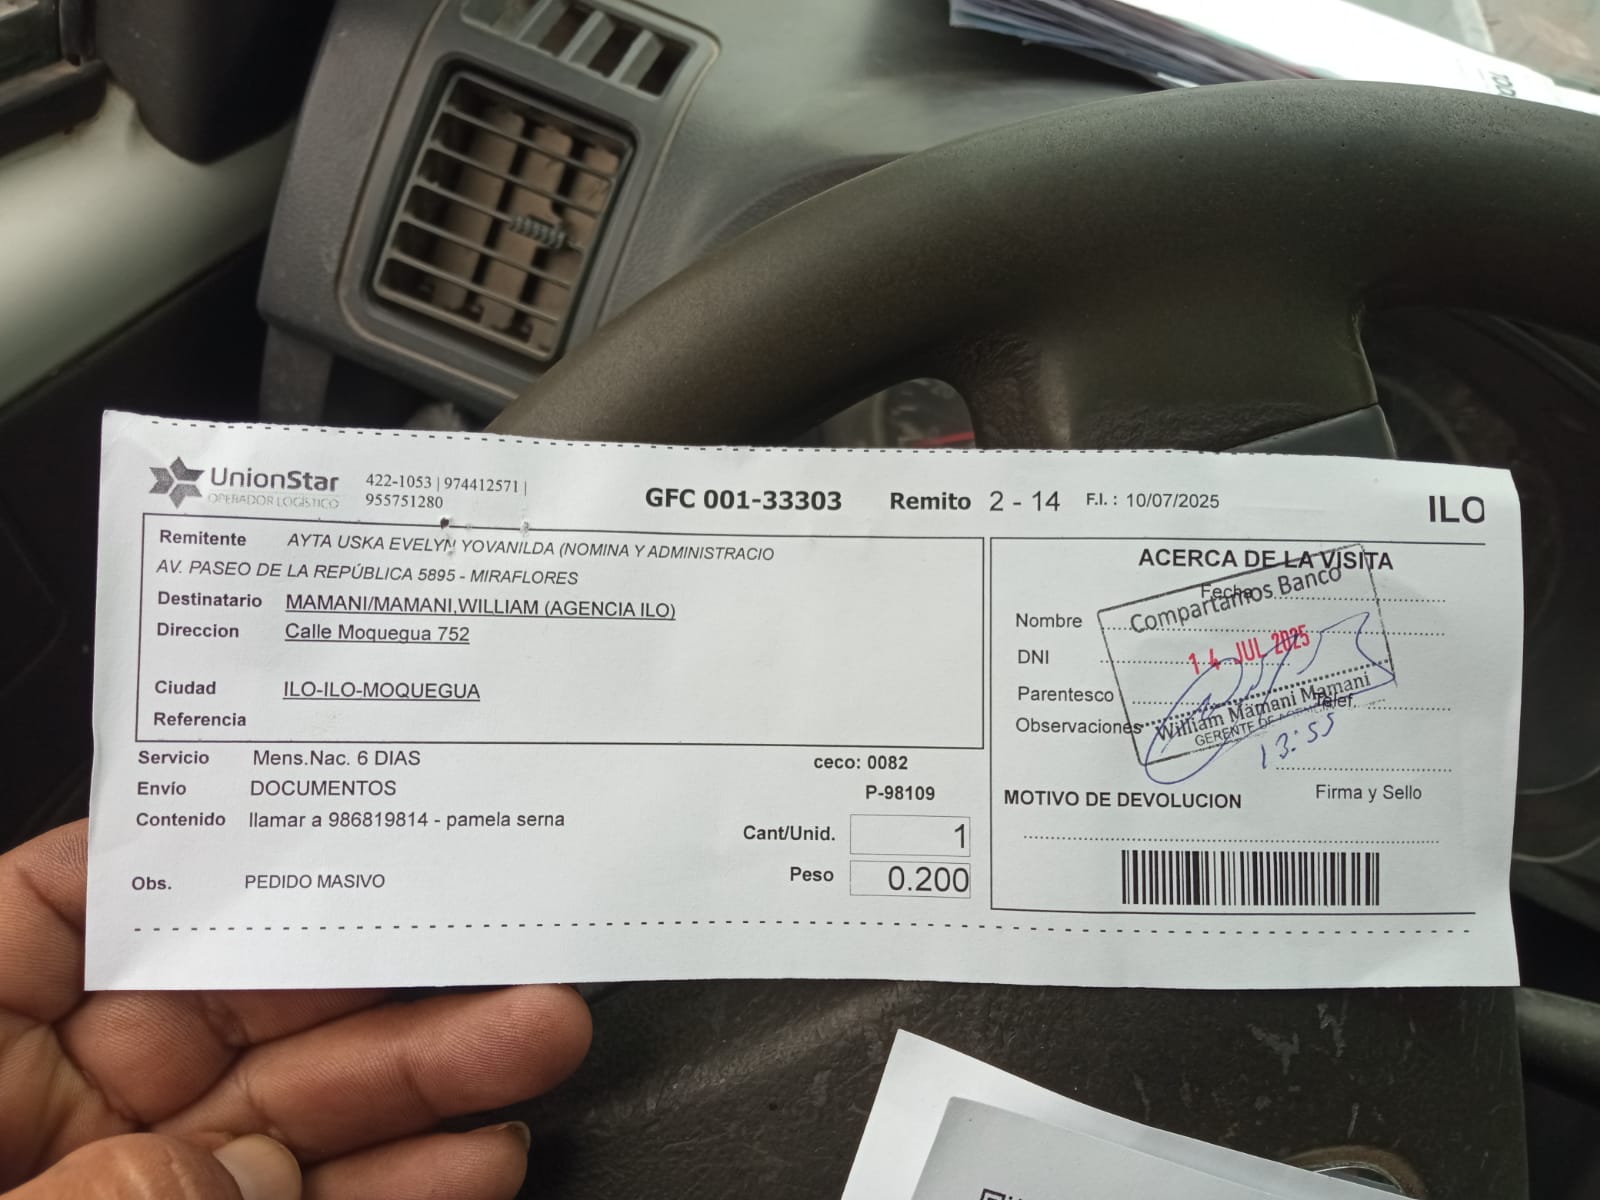 UnionStar
OPERADOR LOGÍSTICO
422-1053 | 974412571 |
955751280
GFC 001-33303
Remito 2 - 14
F.I. : 10/07/2025
ILO
Remitente AYTA USKA EVELYN YOVANILDA (NOMINA Y ADMINISTRACIO
AV. PASEO DE LA REPÚBLICA 5895 - MIRAFLORES
Destinatario MAMANI/MAMANI,WILLIAM (AGENCIA ILO)
Direccion Calle Moquegua 752
Ciudad ILO-ILO-MOQUEGUA
Referencia
Servicio Mens.Nac. 6 DIAS
ceco: 0082
Envío DOCUMENTOS
P-98109
Contenido llamar a 986819814 - pamela serna
Cant/Unid. 1
Peso 0.200
Obs. PEDIDO MASIVO
ACERCA DE LA VISITA
Fecha
Nombre
DNI
Parentesco
Telef.
Observaciones
Compartamos Banco
14 JUL 2025
William Mamani Mamani
GERENTE DE AGENCIA
13:55
Firma y Sello
MOTIVO DE DEVOLUCION